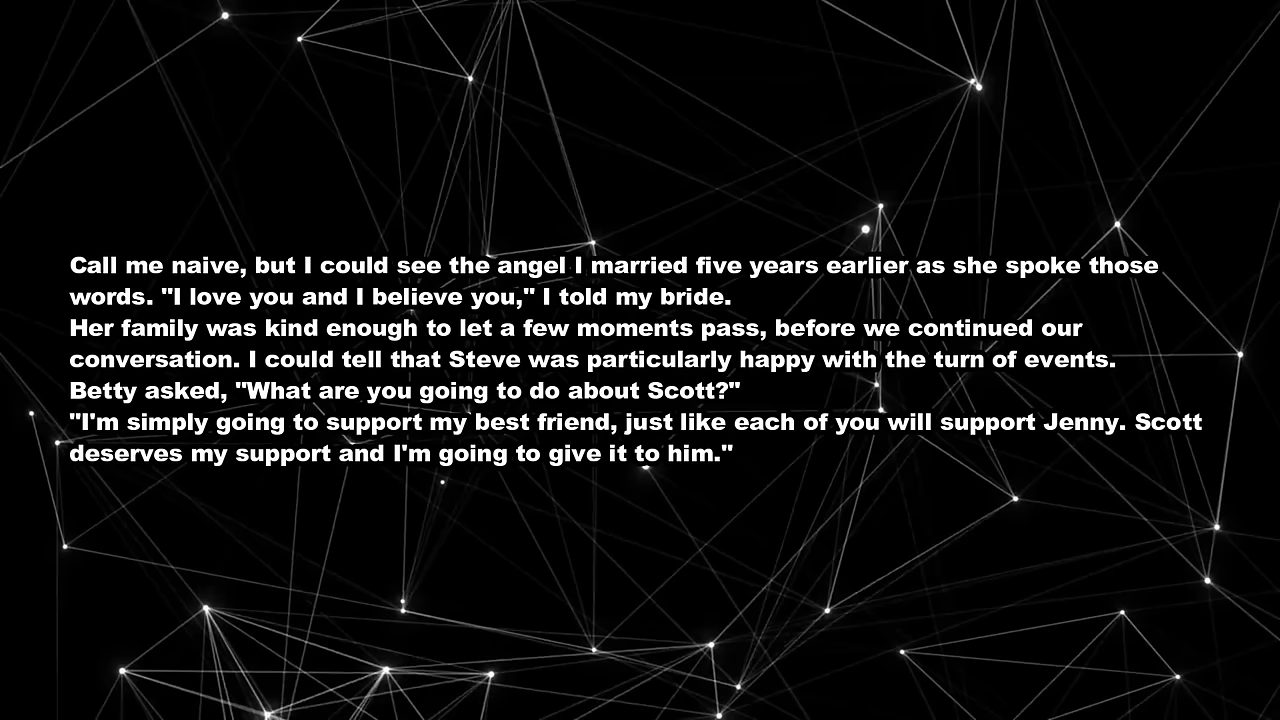 Call me naive, but I could see the angel I married five years earlier as she spoke those
words. "I love you and I believe you," I told my bride.
Her family was kind enough to let a few moments pass, before we continued our
conversation. I could tell that Steve was particularly happy with the turn of events.
Betty asked, "What are you going to do about Scott?"
"I'm simply going to support my best friend, just like each of you will support Jenny. Scott
deserves my support and I'm going to give it to him."